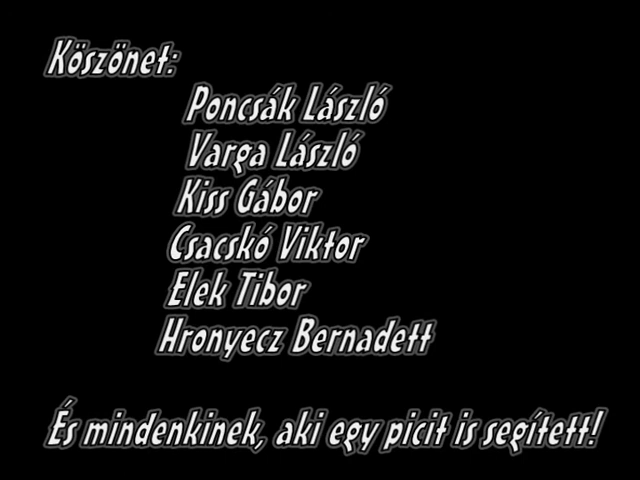 Köszönet:
Poncsák László
Varga László
Kiss Gábor
Csacskó Viktor
Elek Tibor
Hronyecz Bernadett
És mindenkinek, aki egy picit is segített!